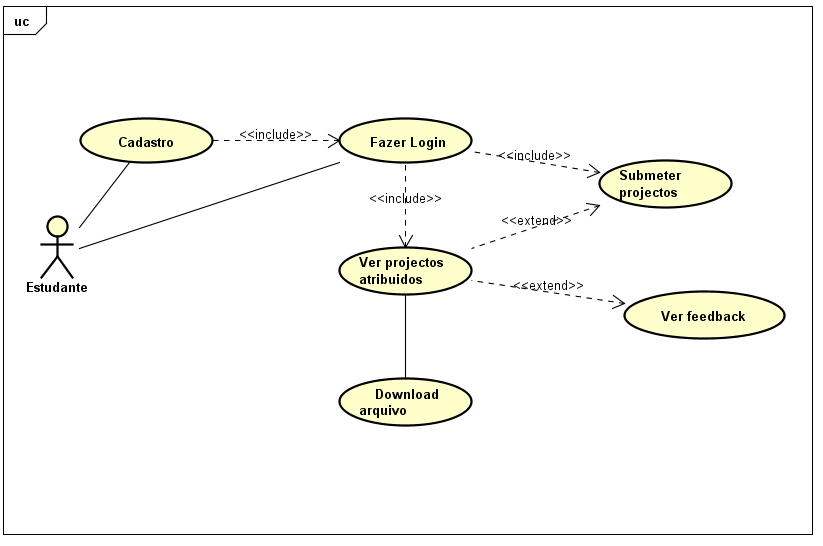 uc
Cadastro
<<include>>
Fazer Login
<<include>>
Submeter
projectos
<<include>>
<<extend>>
Ver projectos
atribuidos
<<extend>>
Estudante
Ver feedback
Download
arquivo